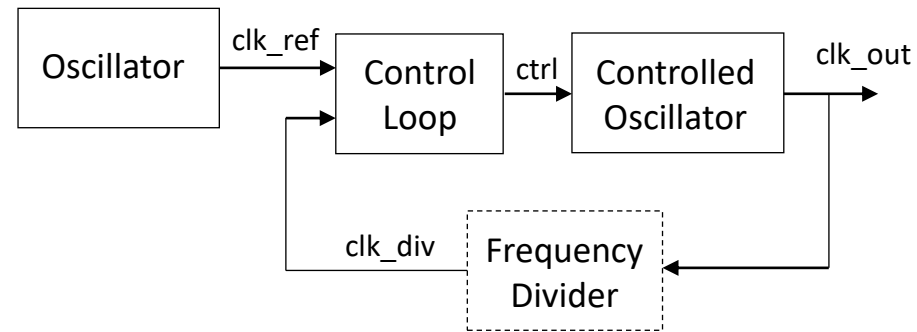 Oscillator
clk_ref
Control
Loop
ctrl
Controlled
Oscillator
clk_out
clk_div
Frequency
Divider